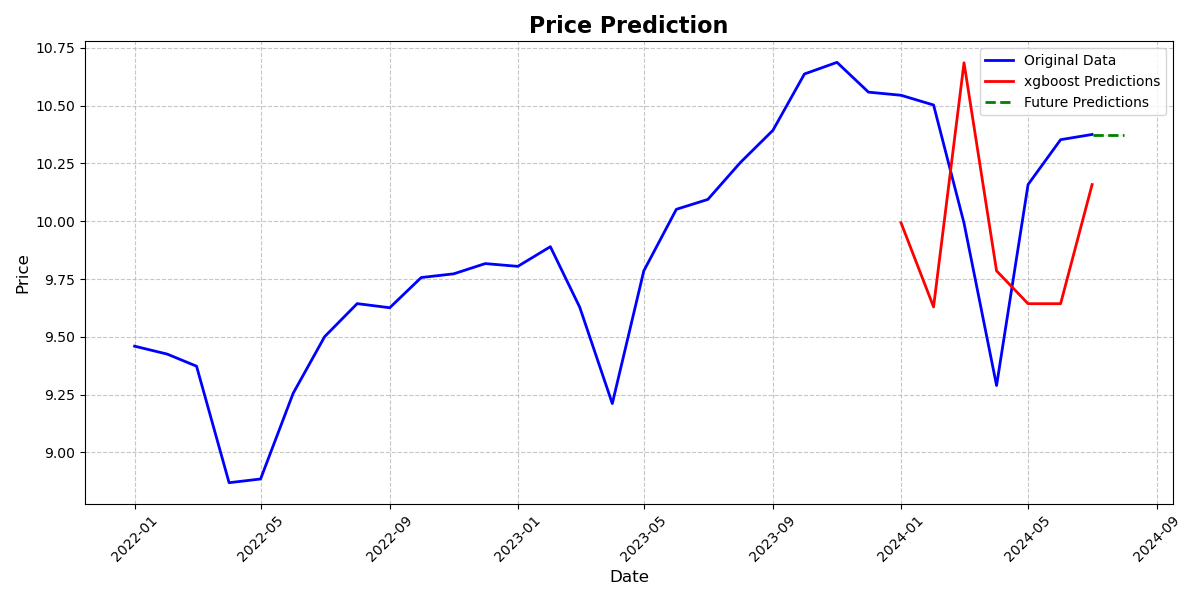 Price Prediction
Original Data
xgboost Predictions
Future Predictions
Price
10.75
10.50
10.25
10.00
9.75
9.50
9.25
9.00
2022-01
2022-05
2022-09
2023-01
2023-05
2023-09
2024-01
2024-05
2024-09
Date